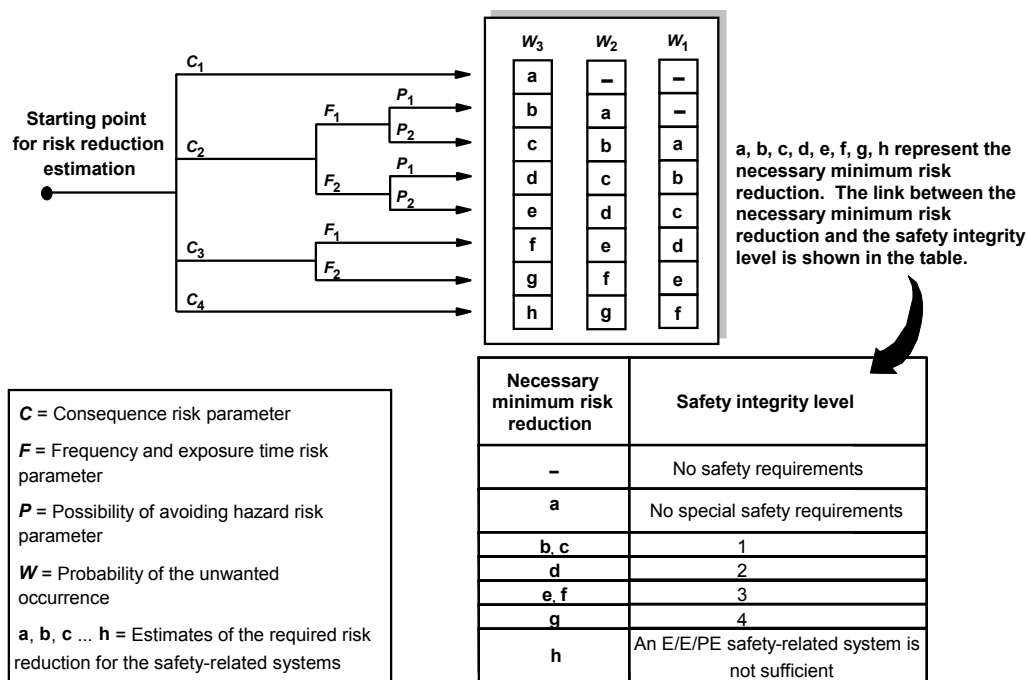 W3 W2 W1
C1
a – –
P1
b a –
Starting point
for risk reduction
estimation
F1
P2
c b a
C2
P1
d c b
F2
P2
e d c
F1
f e d
C3
F2
g f e
C4
h g f
a, b, c, d, e, f, g, h represent the
necessary minimum risk
reduction. The link between the
necessary minimum risk
reduction and the safety integrity
level is shown in the table.
C = Consequence risk parameter
F = Frequency and exposure time risk
parameter
P = Possibility of avoiding hazard risk
parameter
W = Probability of the unwanted
occurrence
a, b, c ... h = Estimates of the required risk
reduction for the safety-related systems
Necessary
minimum risk
reduction
Safety integrity level
– No safety requirements
a No special safety requirements
b, c 1
d 2
e, f 3
g 4
h An E/E/PE safety-related system is
not sufficient